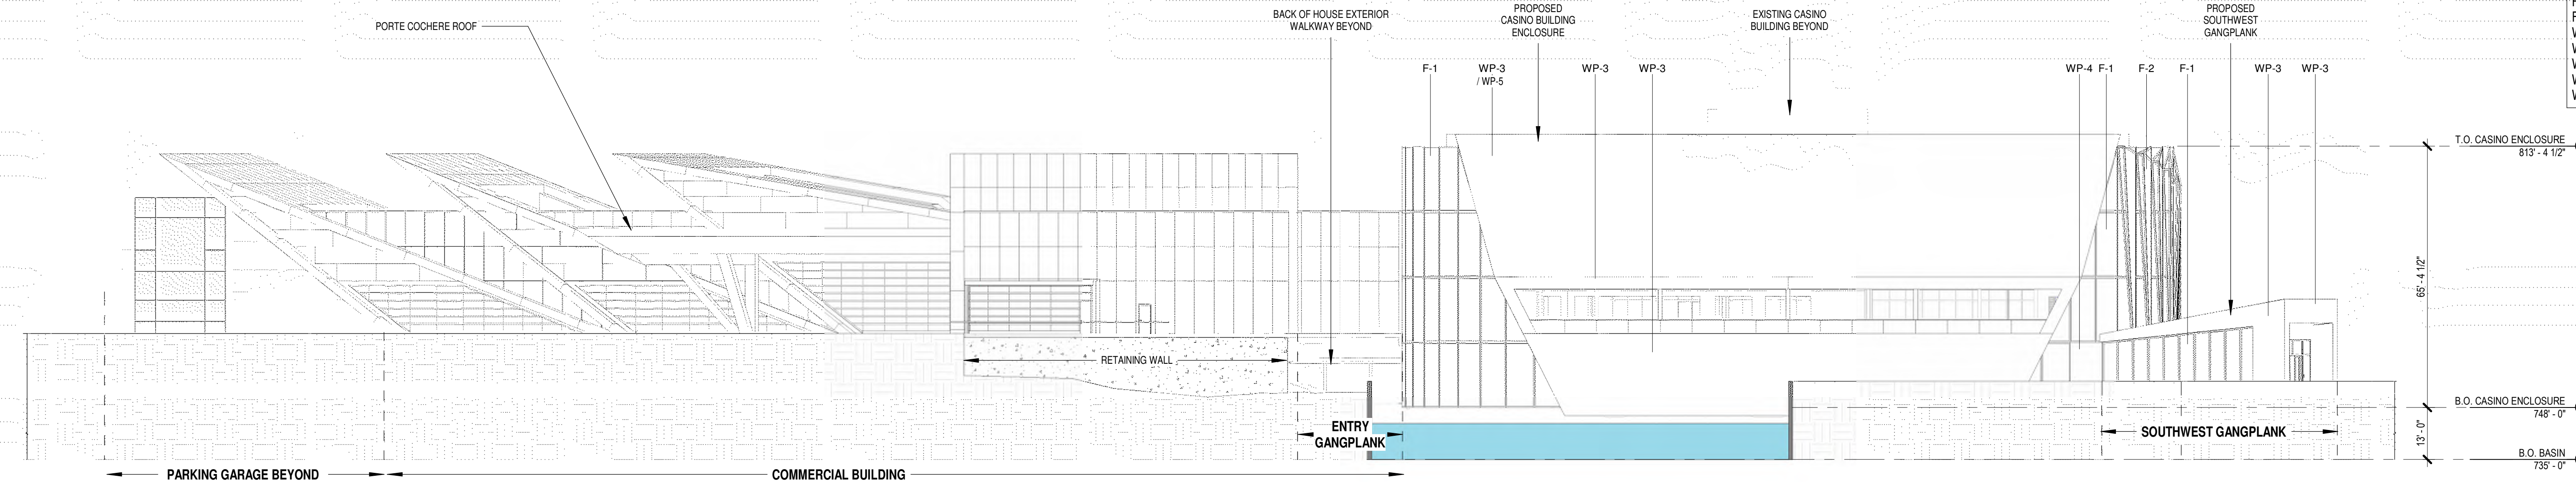 PORTE COCHERE ROOF
BACK OF HOUSE EXTERIOR
WALKWAY BEYOND
PROPOSED
CASINO BUILDING
ENCLOSURE
EXISTING CASINO
BUILDING BEYOND
PROPOSED
SOUTHWEST
GANGPLANK
F-1
WP-3
/ WP-5
WP-3
WP-3
WP-4
F-1
F-2
F-1
WP-3
WP-3
T.O. CASINO ENCLOSURE
813' - 4 1/2"
65' - 4 1/2"
RETAINING WALL
B.O. CASINO ENCLOSURE
748' - 0"
13' - 0"
ENTRY
GANGPLANK
SOUTHWEST GANGPLANK
B.O. BASIN
735' - 0"
PARKING GARAGE BEYOND
COMMERCIAL BUILDING